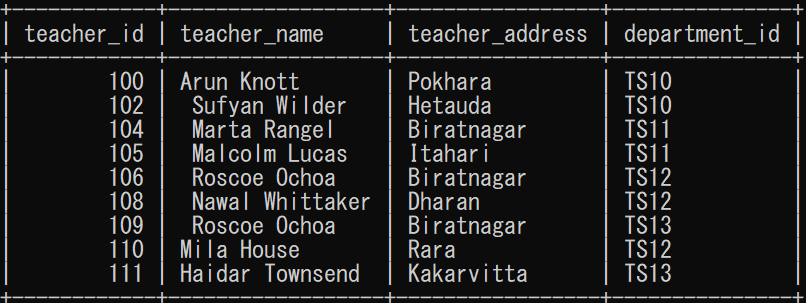 +------------+----------------+-----------------+---------------+
| teacher_id | teacher_name | teacher_address | department_id |
+------------+----------------+-----------------+---------------+
| 100 | Arun Knott | Pokhara | TS10 |
| 102 | Sufyan Wilder | Hetauda | TS10 |
| 104 | Marta Rangel | Biratnagar | TS11 |
| 105 | Malcolm Lucas | Itahari | TS11 |
| 106 | Roscoe Ochoa | Biratnagar | TS12 |
| 108 | Nawal Whittaker | Dharan | TS12 |
| 109 | Roscoe Ochoa | Biratnagar | TS13 |
| 110 | Mila House | Rara | TS12 |
| 111 | Haidar Townsend | Kakarvitta | TS13 |
+------------+----------------+-----------------+---------------+